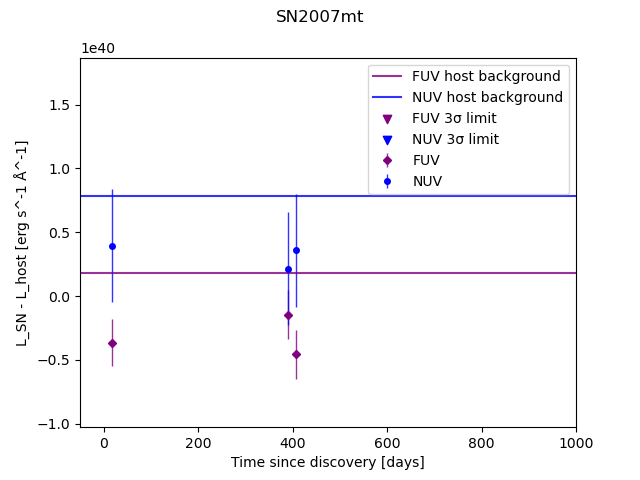 SN2007mt
1e40
FUV host background
NUV host background
FUV 3σ limit
NUV 3σ limit
FUV
NUV
1.5
1.0
0.5
0.0
−0.5
−1.0
L_SN - L_host [erg s^-1 Å^-1]
0 200 400 600 800 1000
Time since discovery [days]